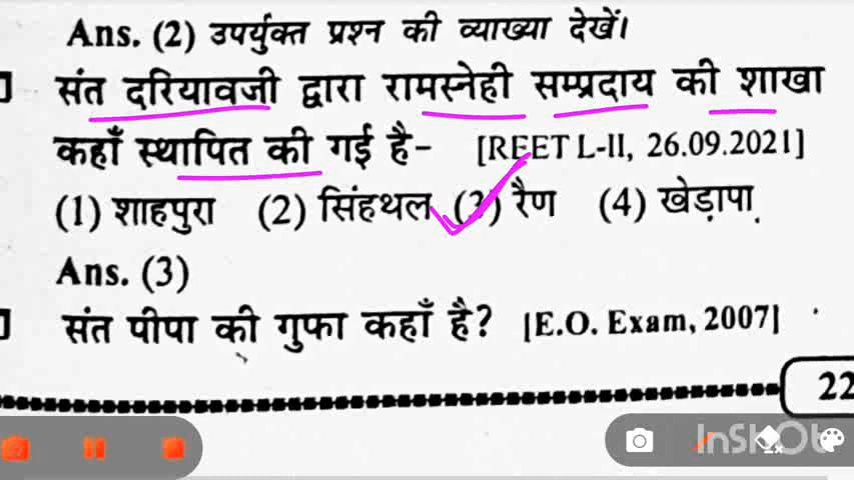 Ans. (2) उपर्युक्त प्रश्न की व्याख्या देखें।
संत दरियावजी द्वारा रामस्नेही सम्प्रदाय की शाखा
कहाँ स्थापित की गई है- [REET L-II, 26.09.2021]
(1) शाहपुरा (2) सिंहथल (3) रैण (4) खेड़ापा
Ans. (3)
संत पीपा की गुफा कहाँ है? [E.O. Exam, 2007]
22
InShOt